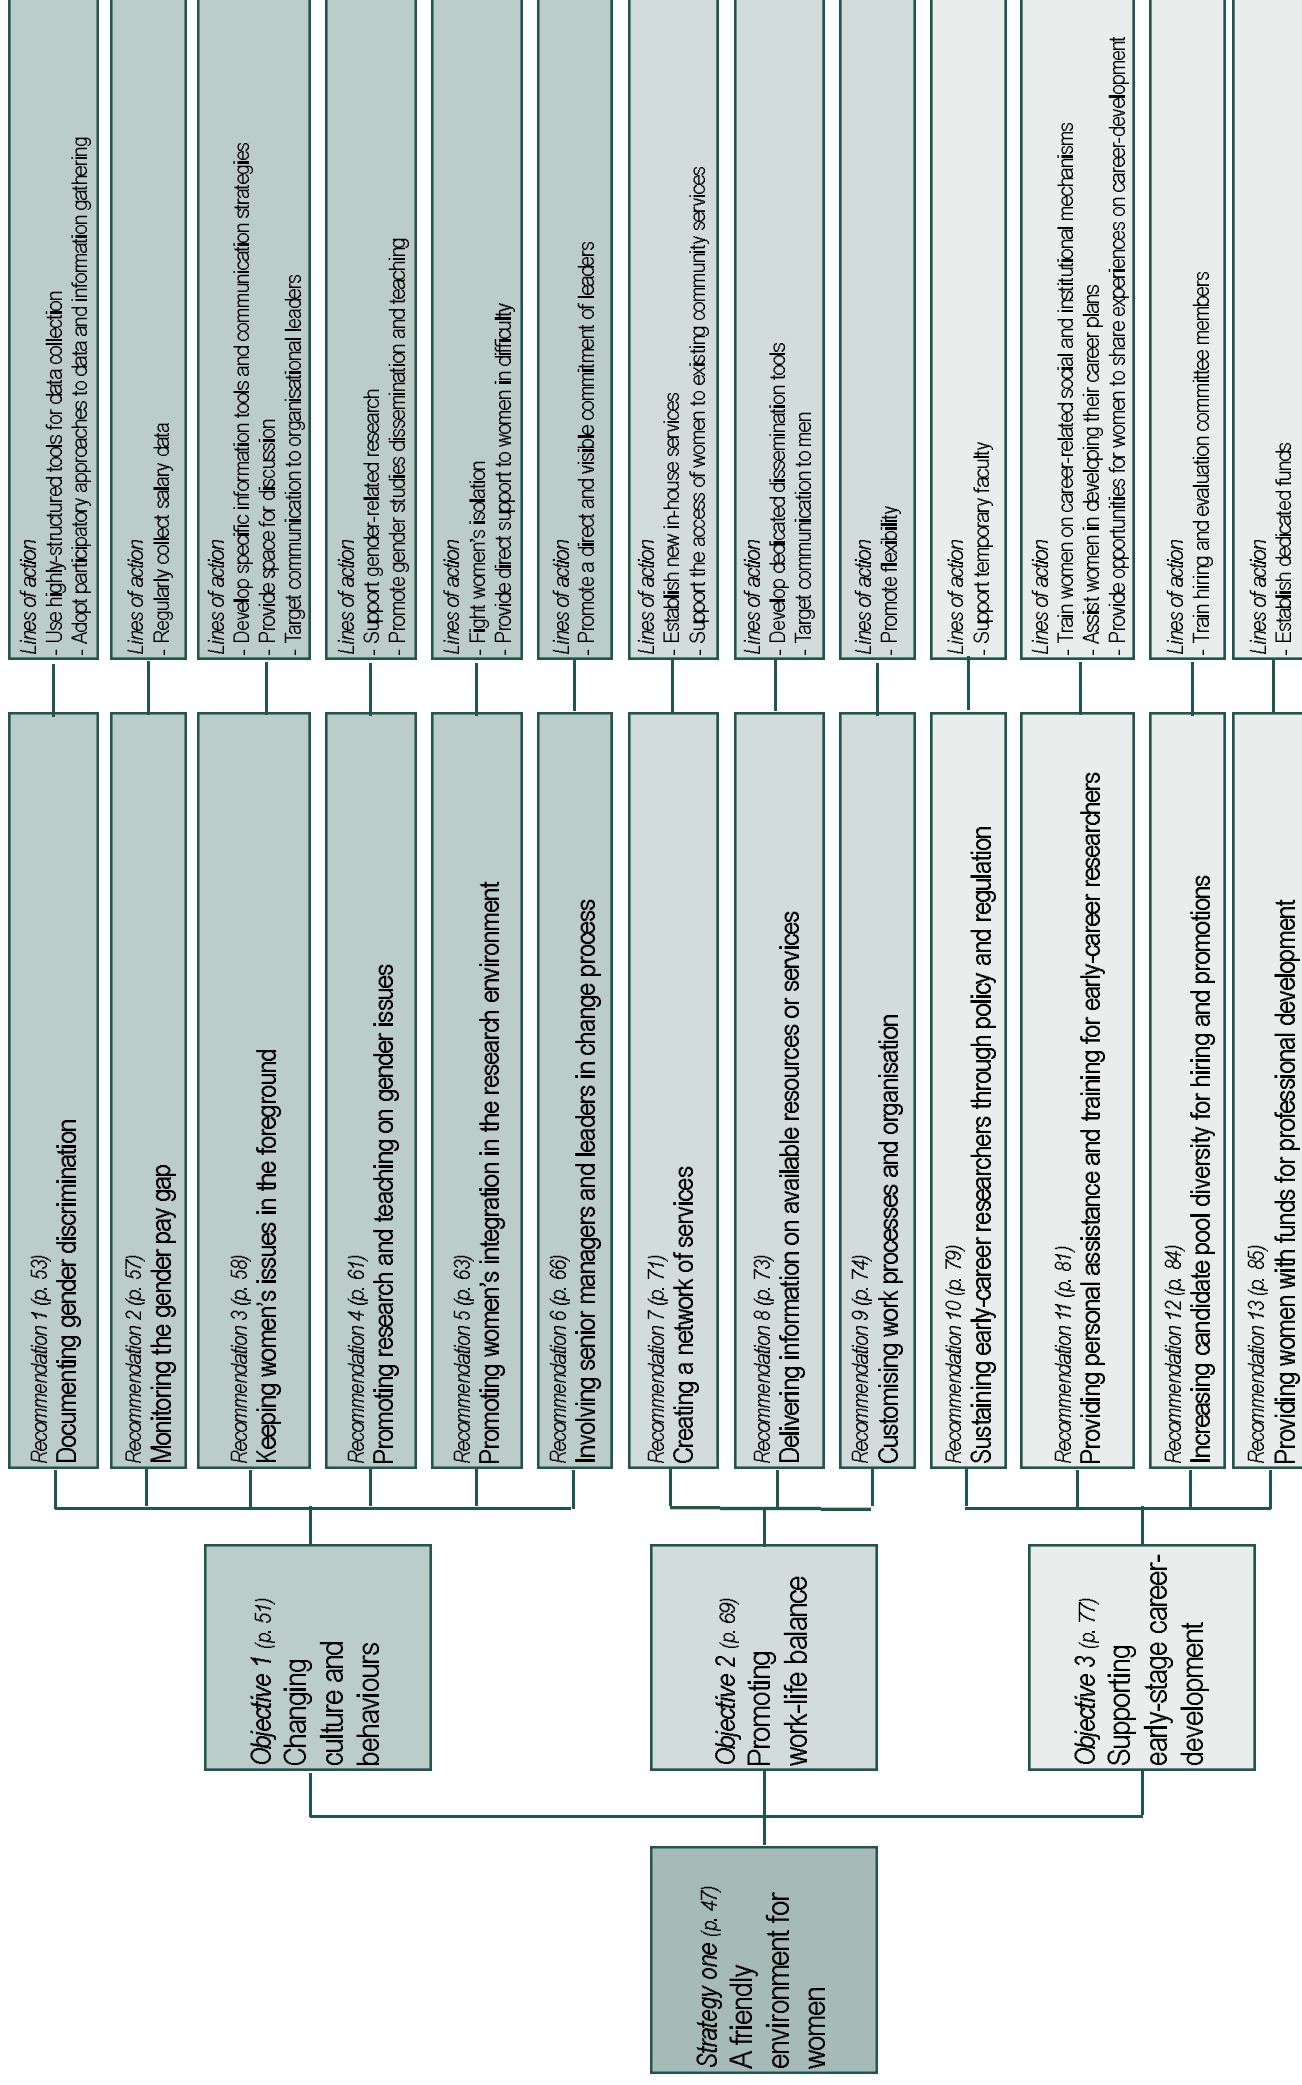 Strategy one (p. 47)
A friendly
environment for
women
Objective 1 (p. 51)
Changing
culture and
behaviours
Recommendation 1 (p. 53)
Documenting gender discrimination
Lines of action
- Use highly-structured tools for data collection
- Adopt participatory approaches to data and information gathering
Recommendation 2 (p. 57)
Monitoring the gender pay gap
Lines of action
- Regularly collect salary data
Recommendation 3 (p. 58)
Keeping women's issues in the foreground
Lines of action
- Develop specific information tools and communication strategies
- Provide space for discussion
- Target communication to organisational leaders
Recommendation 4 (p. 61)
Promoting research and teaching on gender issues
Lines of action
- Support gender-related research
- Promote gender studies dissemination and teaching
Recommendation 5 (p. 63)
Promoting women's integration in the research environment
Lines of action
- Fight women's isolation
- Provide direct support to women in difficulty
Recommendation 6 (p. 66)
Involving senior managers and leaders in change process
Lines of action
- Promote a direct and visible commitment of leaders
Objective 2 (p. 69)
Promoting
work-life balance
Recommendation 7 (p. 71)
Creating a network of services
Lines of action
- Establish new in-house services
- Support the access of women to existing community services
Recommendation 8 (p. 73)
Delivering information on available resources or services
Lines of action
- Develop dedicated dissemination tools
- Target communication to men
Recommendation 9 (p. 74)
Customising work processes and organisation
Lines of action
- Promote flexibility
Objective 3 (p. 77)
Supporting
early-stage career-
development
Recommendation 10 (p. 79)
Sustaining early-career researchers through policy and regulation
Lines of action
- Support temporary faculty
Recommendation 11 (p. 81)
Providing personal assistance and training for early-career researchers
Lines of action
- Train women on career-related social and institutional mechanisms
- Assist women in developing their career plans
- Provide opportunities for women to share experiences on career-development
Recommendation 12 (p. 84)
Increasing candidate pool diversity for hiring and promotions
Lines of action
- Train hiring and evaluation committee members
Recommendation 13 (p. 85)
Providing women with funds for professional development
Lines of action
- Establish dedicated funds